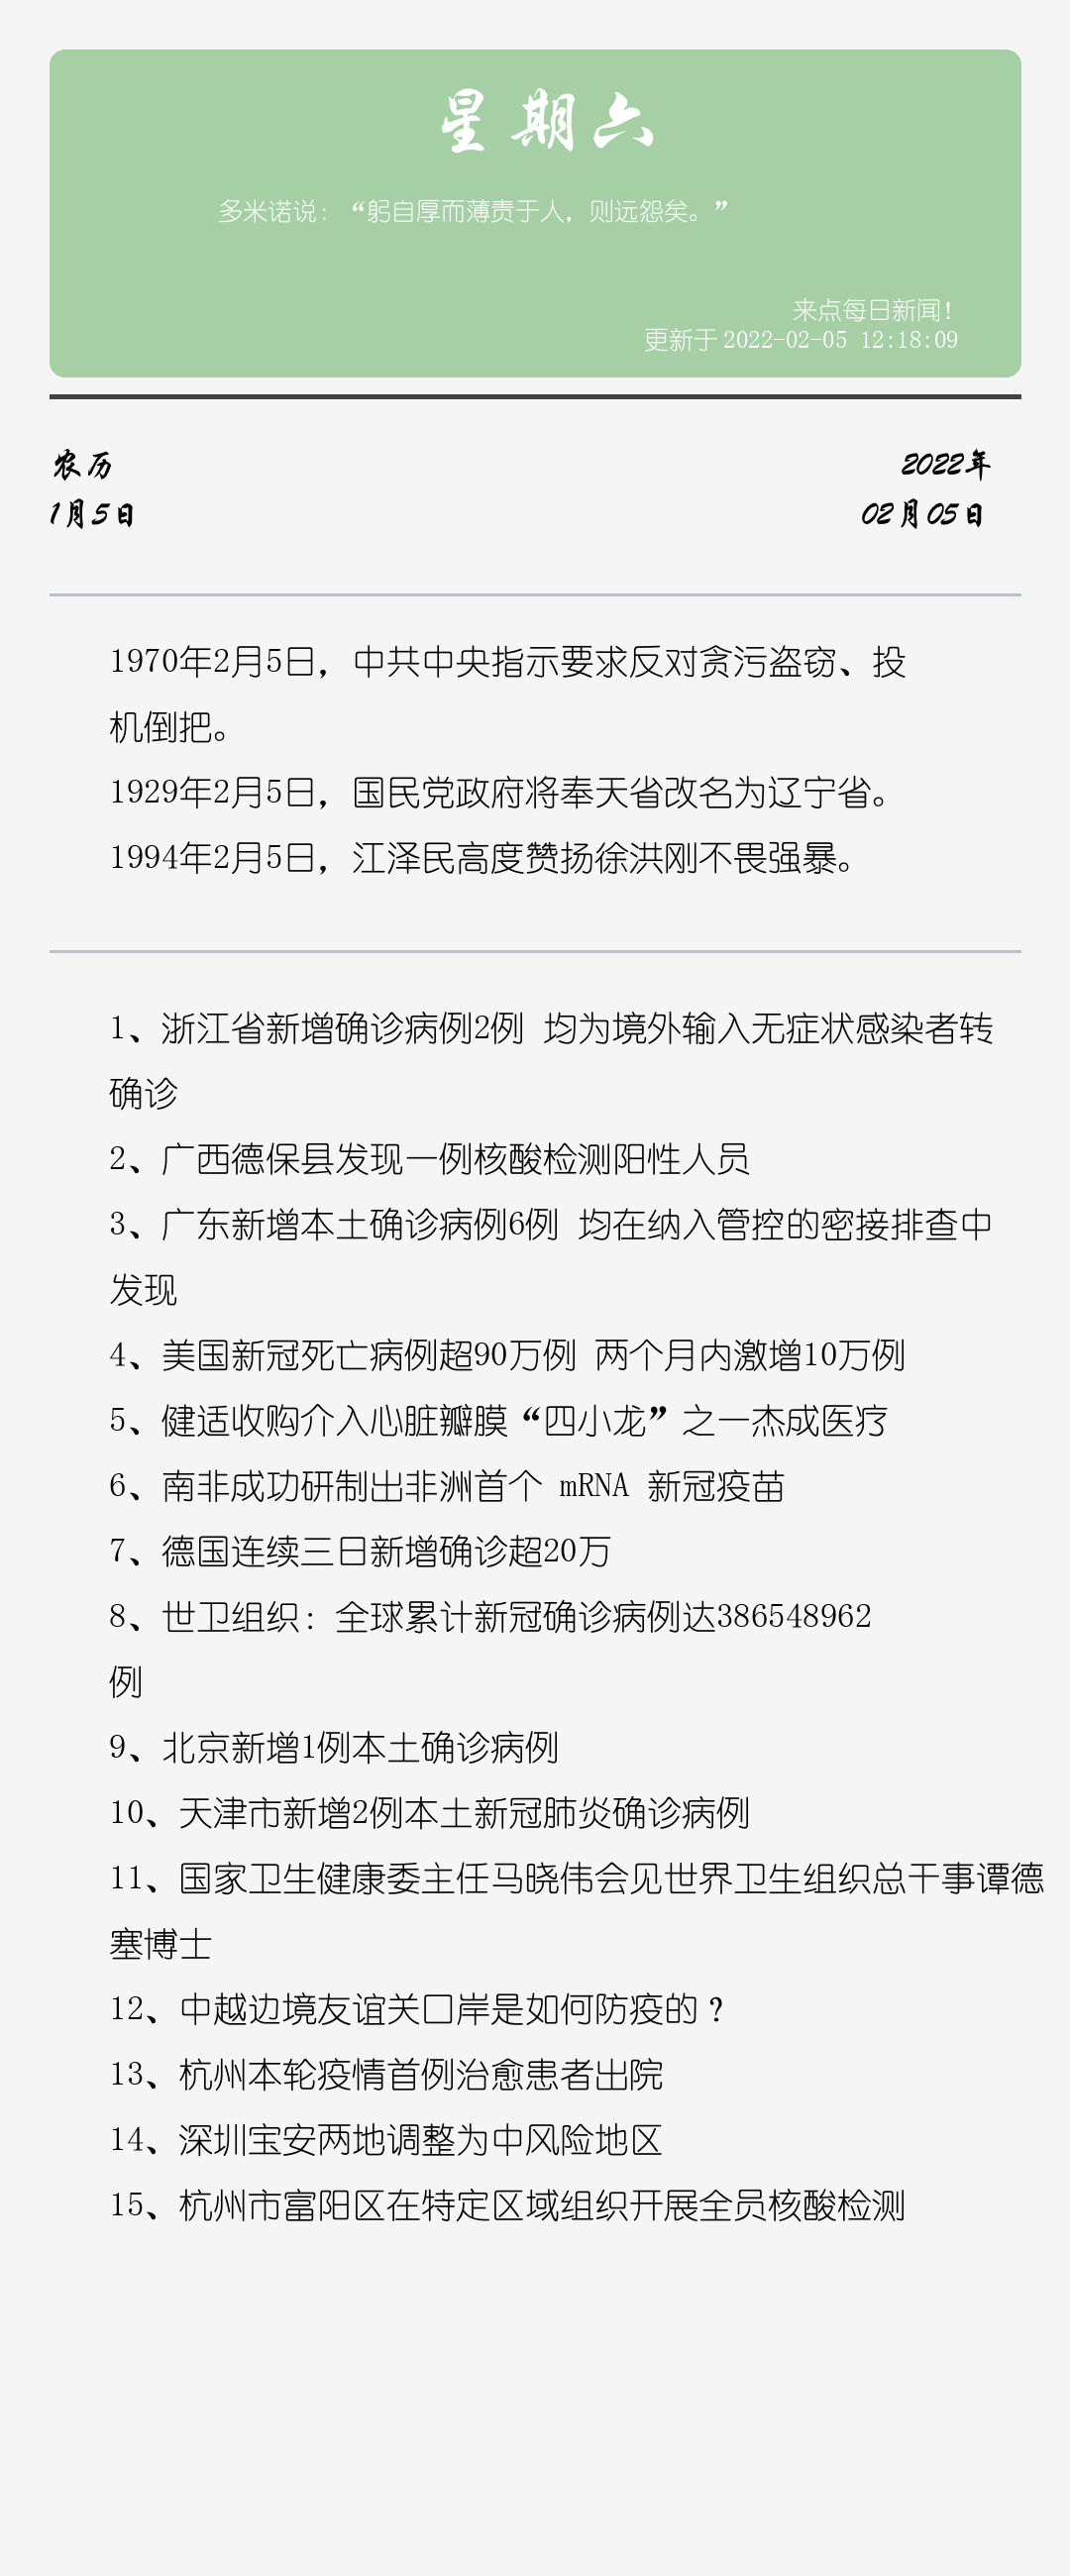 星期六
多米诺说：“躬自厚而薄责于人，则远怨矣。”
来点每日新闻！
更新于2022-02-05 12:18:09
农历
2022年
1月5日
02月05日
1970年2月5日，中共中央指示要求反对贪污盗窃、投
机倒把。
1929年2月5日，国民党政府将奉天省改名为辽宁省。
1994年2月5日，江泽民高度赞扬徐洪刚不畏强暴。
1、浙江省新增确诊病例2例 均为境外输入无症状感染者转
确诊
2、广西德保县发现一例核酸检测阳性人员
3、广东新增本土确诊病例6例 均在纳入管控的密接排查中
发现
4、美国新冠死亡病例超90万例 两个月内激增10万例
5、健适收购介入心脏瓣膜“四小龙”之一杰成医疗
6、南非成功研制出非洲首个 mRNA 新冠疫苗
7、德国连续三日新增确诊超20万
8、世卫组织：全球累计新冠确诊病例达386548962
例
9、北京新增1例本土确诊病例
10、天津市新增2例本土新冠肺炎确诊病例
11、国家卫生健康委主任马晓伟会见世界卫生组织总干事谭德
塞博士
12、中越边境友谊关口岸是如何防疫的？
13、杭州本轮疫情首例治愈患者出院
14、深圳宝安两地调整为中风险地区
15、杭州市富阳区在特定区域组织开展全员核酸检测